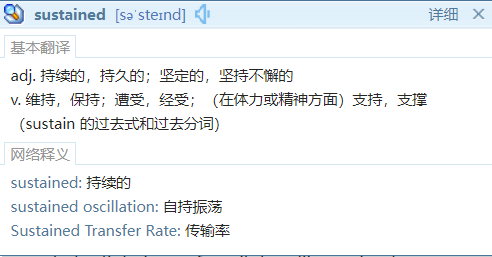 sustained [səˈsteɪnd] 详细
基本翻译
adj. 持续的，持久的；坚定的，坚持不懈的
v. 维持，保持；遭受，经受；（在体力或精神方面）支持，支撑
（sustain 的过去式和过去分词）
网络释义
sustained: 持续的
sustained oscillation: 自持振荡
Sustained Transfer Rate: 传输率